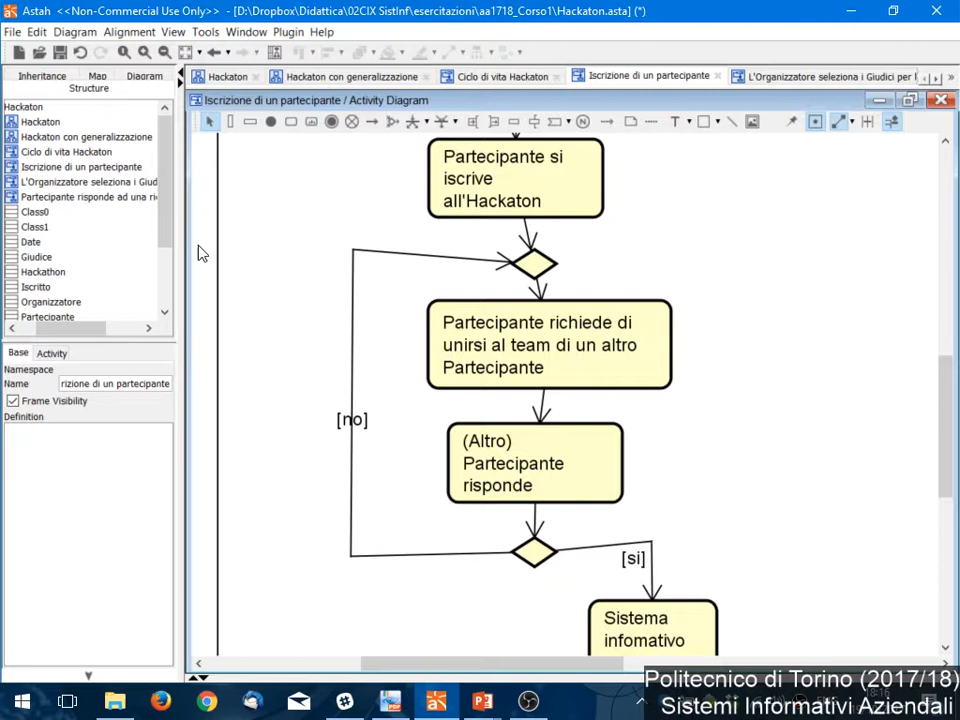 Astah <<Non-Commercial Use Only>> - [D:\Dropbox\Didattica\02CIX SistInf\esercitazioni\aa1718_Corso1\Hackaton.asta] (*)
File Edit Diagram Alignment View Tools Window Plugin Help
Inheritance Map Diagram
Structure
Hackaton
Hackaton con generalizzazione
Ciclo di vita Hackaton
Iscrizione di un partecipante
L'Organizzatore seleziona i Giudici per l
Iscrizione di un partecipante / Activity Diagram
Hackaton
Hackaton
Hackaton con generalizzazione
Ciclo di vita Hackaton
Iscrizione di un partecipante
L'Organizzatore seleziona i Giud
Partecipante risponde ad una ri
Class0
Class1
Date
Giudice
Hackathon
Iscritto
Organizzatore
Partecipante
Base Activity
Namespace
Name rizione di un partecipante
Frame Visibility
Definition
Partecipante si
iscrive
all'Hackaton
Partecipante richiede di
unirsi al team di un altro
Partecipante
[no]
(Altro)
Partecipante
risponde
[si]
Sistema
infomativo
18:16
Politecnico di Torino (2017/18)
Sistemi Informativi Aziendali